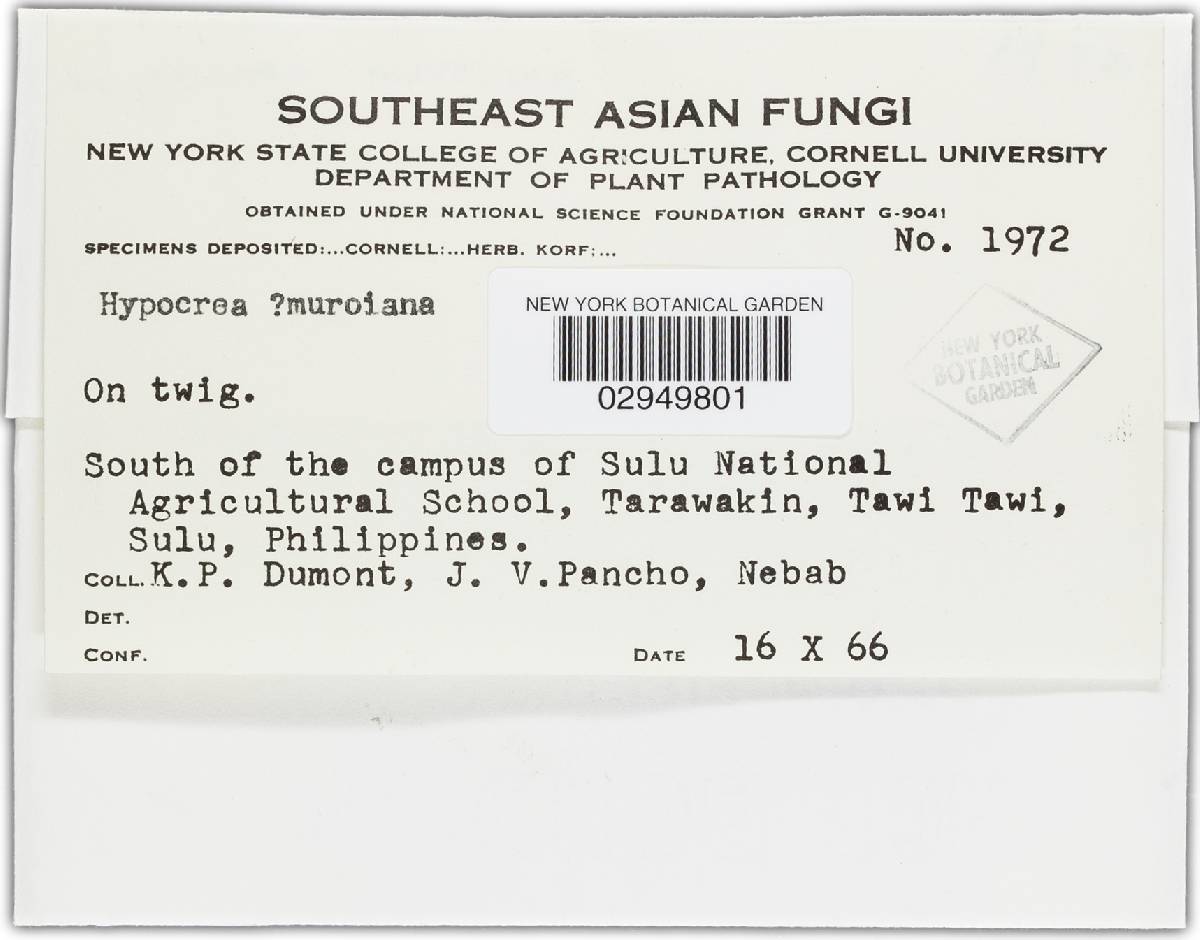 SOUTHEAST ASIAN FUNGI
NEW YORK STATE COLLEGE OF AGRICULTURE, CORNELL UNIVERSITY
DEPARTMENT OF PLANT PATHOLOGY
OBTAINED UNDER NATIONAL SCIENCE FOUNDATION GRANT G-9041
SPECIMENS DEPOSITED:...CORNELL:...HERB. KORF:...
No. 1972
Hypocrea ?muroiana
NEW YORK BOTANICAL GARDEN
02949801
NEW YORK
BOTANICAL
GARDEN
On twig.
South of the campus of Sulu National
Agricultural School, Tarawakin, Tawi Tawi,
Sulu, Philippines.
COLL. K.P. Dumont, J. V.Pancho, Nebab
DET.
CONF.
DATE 16 X 66